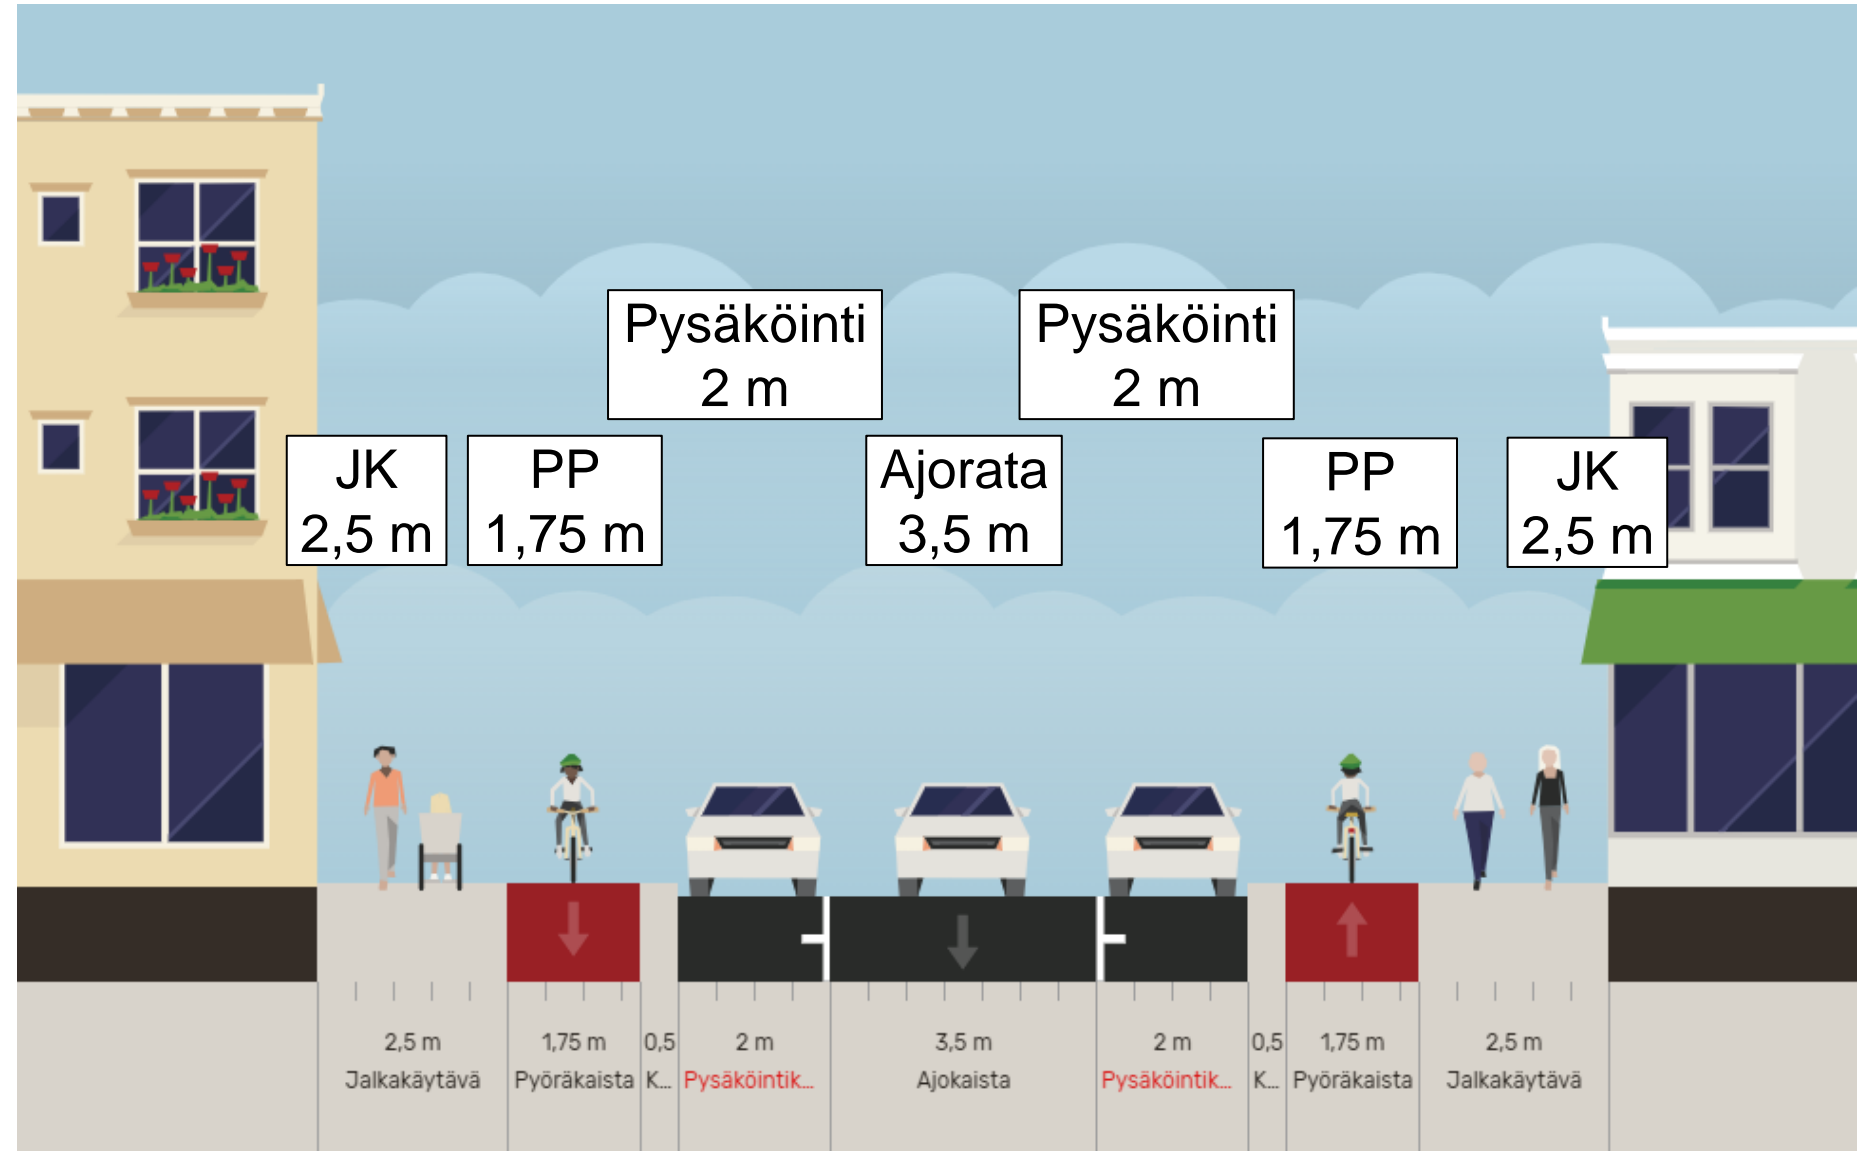 Pysäköinti
2 m
Pysäköinti
2 m
JK
2,5 m
PP
1,75 m
Ajorata
3,5 m
PP
1,75 m
JK
2,5 m
2,5 m
Jalkakäytävä
1,75 m
Pyöräkaista
0,5
K...
2 m
Pysäköintik...
3,5 m
Ajokaista
2 m
Pysäköintik...
0,5
K...
1,75 m
Pyöräkaista
2,5 m
Jalkakäytävä